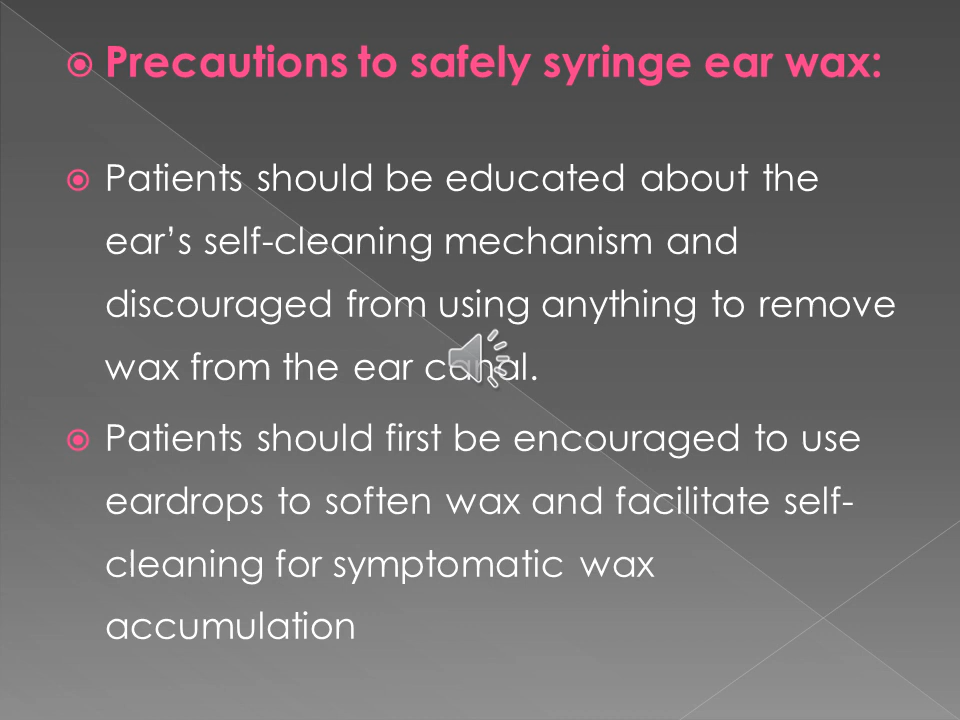 Precautions to safely syringe ear wax:
Patients should be educated about the
ear’s self-cleaning mechanism and
discouraged from using anything to remove
wax from the ear canal.
Patients should first be encouraged to use
eardrops to soften wax and facilitate self-
cleaning for symptomatic wax
accumulation